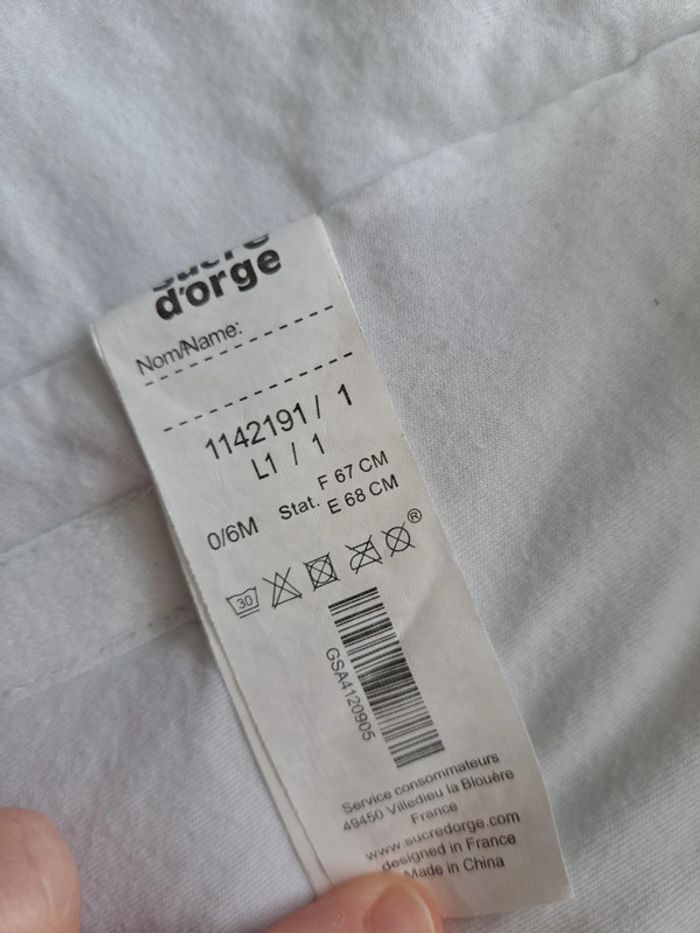 sucre
d'orge
Nom/Name:
1142191 / 1
L1 / 1
0/6M Stat. F 67 CM
E 68 CM
30
®
GSA4120905
Service consommateurs
49450 Villedieu la Blouère
France
www.sucredorge.com
designed in France
Made in China